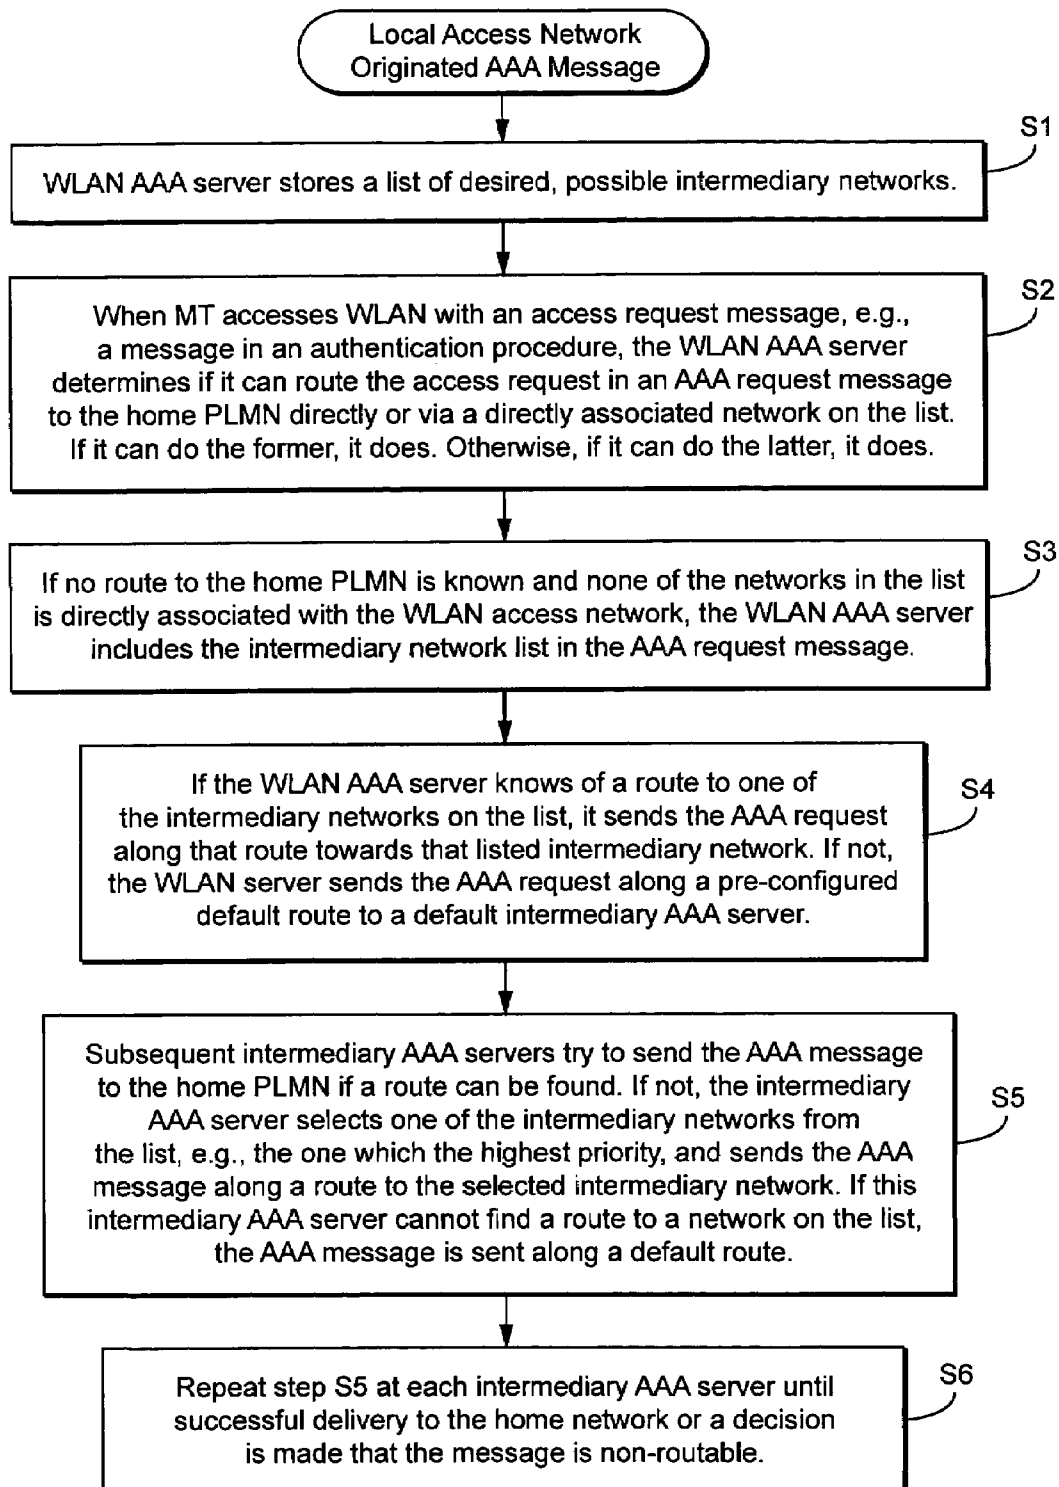 Local Access Network
Originated AAA Message
S1
WLAN AAA server stores a list of desired, possible intermediary networks.
S2
When MT accesses WLAN with an access request message, e.g.,
a message in an authentication procedure, the WLAN AAA server
determines if it can route the access request in an AAA request message
to the home PLMN directly or via a directly associated network on the list.
If it can do the former, it does. Otherwise, if it can do the latter, it does.
S3
If no route to the home PLMN is known and none of the networks in the list
is directly associated with the WLAN access network, the WLAN AAA server
includes the intermediary network list in the AAA request message.
S4
If the WLAN AAA server knows of a route to one of
the intermediary networks on the list, it sends the AAA request
along that route towards that listed intermediary network. If not,
the WLAN server sends the AAA request along a pre-configured
default route to a default intermediary AAA server.
S5
Subsequent intermediary AAA servers try to send the AAA message
to the home PLMN if a route can be found. If not, the intermediary
AAA server selects one of the intermediary networks from
the list, e.g., the one which the highest priority, and sends the AAA
message along a route to the selected intermediary network. If this
intermediary AAA server cannot find a route to a network on the list,
the AAA message is sent along a default route.
S6
Repeat step S5 at each intermediary AAA server until
successful delivery to the home network or a decision
is made that the message is non-routable.